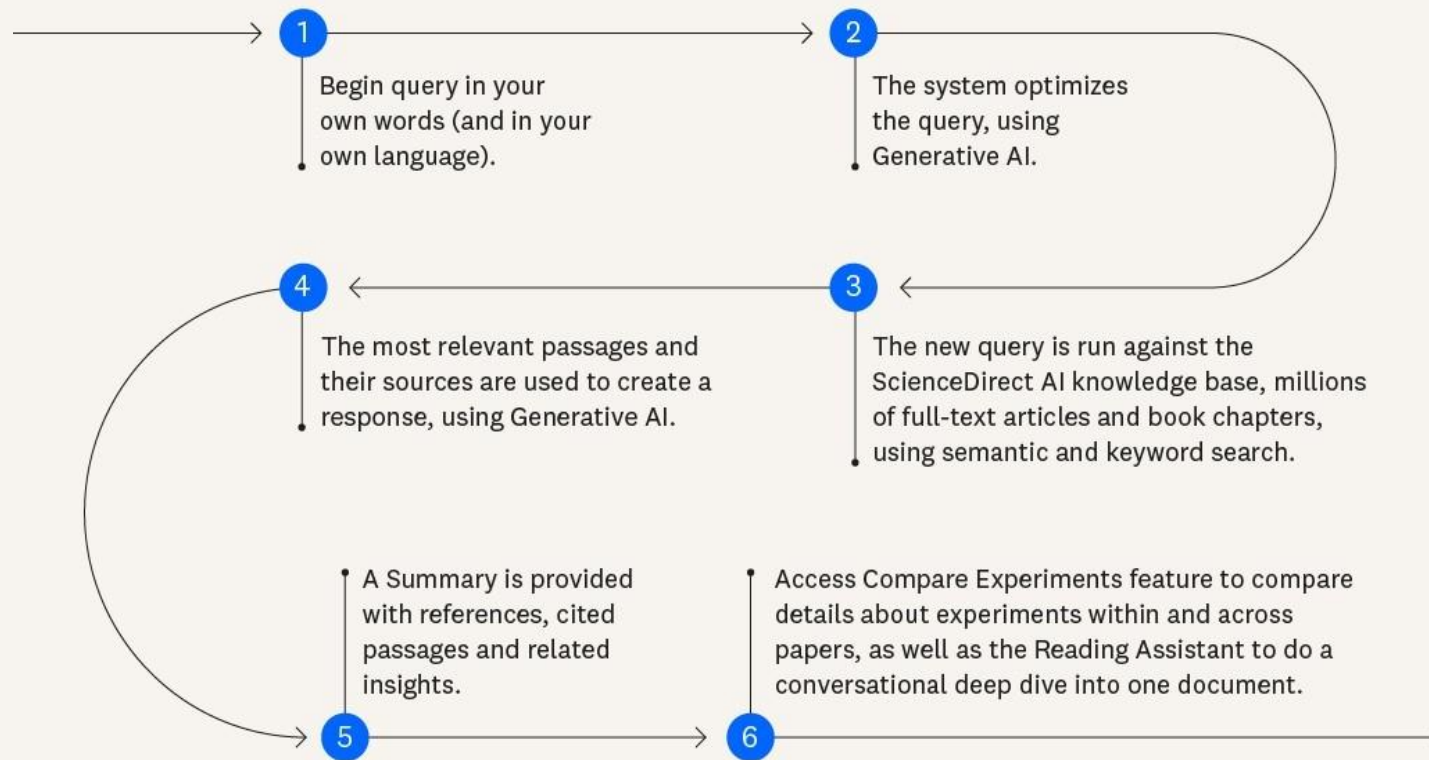 1
Begin query in your
own words (and in your
own language).
2
The system optimizes
the query, using
Generative AI.
3
The new query is run against the
ScienceDirect AI knowledge base, millions
of full-text articles and book chapters,
using semantic and keyword search.
4
The most relevant passages and
their sources are used to create a
response, using Generative AI.
5
A Summary is provided
with references, cited
passages and related
insights.
6
Access Compare Experiments feature to compare
details about experiments within and across
papers, as well as the Reading Assistant to do a
conversational deep dive into one document.